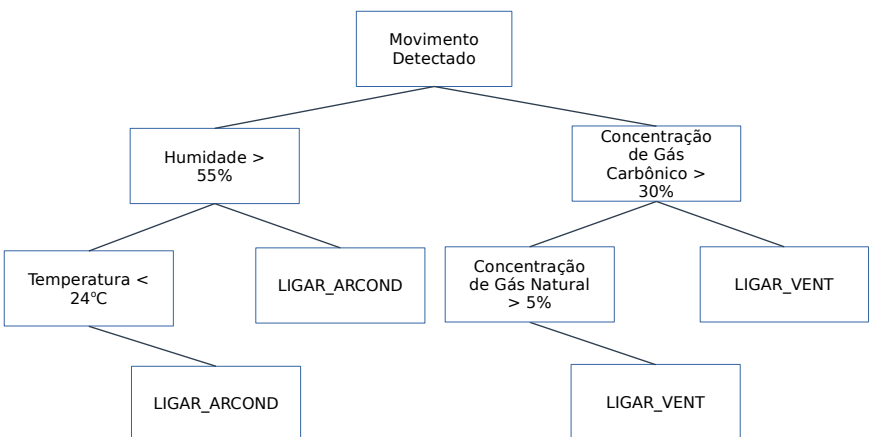 Movimento
Detectado
Humidade >
55%
Concentração
de Gás
Carbônico >
30%
Temperatura <
24ºC
LIGAR_ARCOND
Concentração
de Gás Natural
> 5%
LIGAR_VENT
LIGAR_ARCOND
LIGAR_VENT